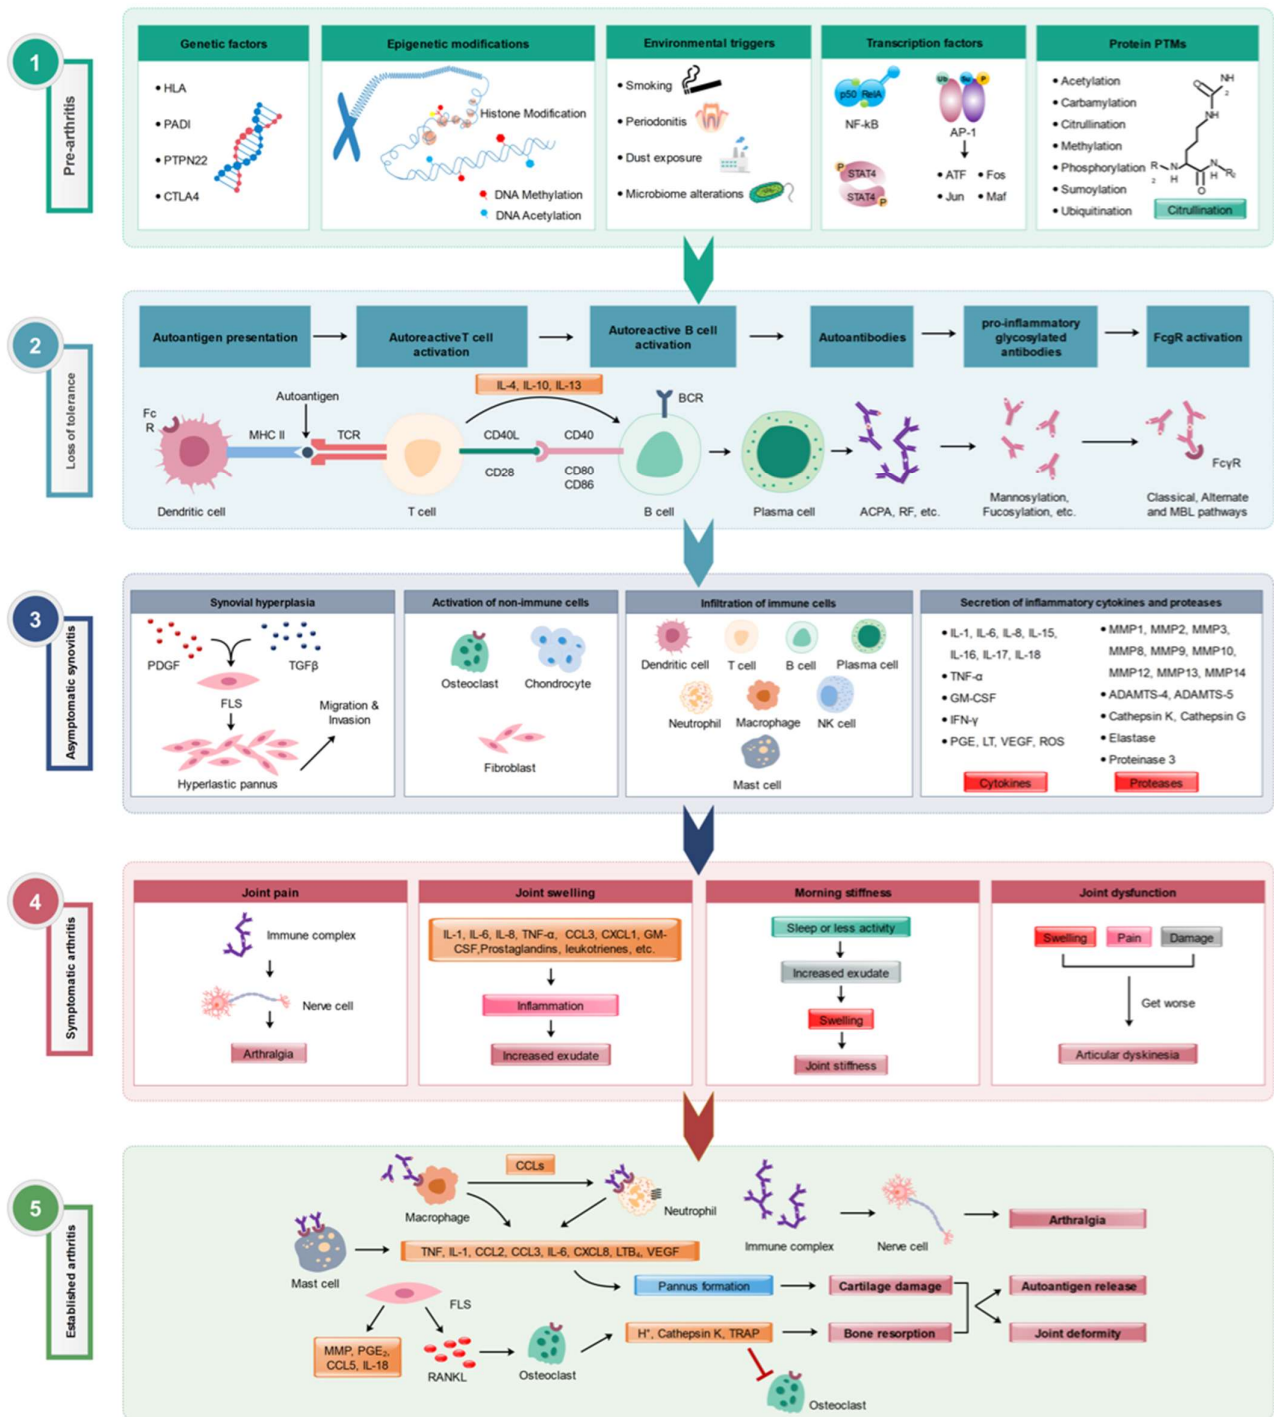 1
Pre-arthritis
Genetic factors
• HLA
• PADI
• PTPN22
• CTLA4
Epigenetic modifications
Histone Modification
DNA Methylation
DNA Acetylation
Environmental triggers
• Smoking
• Periodonitis
• Dust exposure
• Microbiome alterations
Transcription factors
p50 RelA
NF-kB
Ub Su P
AP-1
• ATF • Fos
• Jun • Maf
P
STAT4
STAT4
P
Protein PTMs
• Acetylation
• Carbamylation
• Citrullination
• Methylation
• Phosphorylation
• Sumoylation
• Ubiquitination
O
NH
2
NH
R
2
N
H
O
N
H
R₂
Citrullination
2
Loss of tolerance
Autoantigen presentation
Autoreactive T cell
activation
Autoreactive B cell
activation
Autoantibodies
pro-inflammatory
glycosylated
antibodies
FcgR activation
Fc
R
MHC II
Autoantigen
TCR
IL-4, IL-10, IL-13
CD40L
CD28
CD40
CD80
CD86
BCR
FcγR
Dendritic cell
T cell
B cell
Plasma cell
ACPA, RF, etc.
Mannosylation,
Fucosylation, etc.
Classical, Alternate
and MBL pathways
3
Asymptomatic synovitis
Synovial hyperplasia
PDGF
TGFβ
FLS
Migration &
Invasion
Hyperlastic pannus
Activation of non-immune cells
Osteoclast
Chondrocyte
Fibroblast
Infiltration of immune cells
Dendritic cell
T cell
B cell
Plasma cell
Neutrophil
Macrophage
NK cell
Mast cell
Secretion of inflammatory cytokines and proteases
• IL-1, IL-6, IL-8, IL-15,
IL-16, IL-17, IL-18
• TNF-α
• GM-CSF
• IFN-γ
• PGE, LT, VEGF, ROS
Cytokines
• MMP1, MMP2, MMP3,
MMP8, MMP9, MMP10,
MMP12, MMP13, MMP14
• ADAMTS-4, ADAMTS-5
• Cathepsin K, Cathepsin G
• Elastase
• Proteinase 3
Proteases
4
Symptomatic arthritis
Joint pain
Immune complex
Nerve cell
Arthralgia
Joint swelling
IL-1, IL-6, IL-8, TNF-α, CCL3, CXCL1, GM-
CSF,Prostaglandins, leukotrienes, etc.
Inflammation
Increased exudate
Morning stiffness
Sleep or less activity
Increased exudate
Swelling
Joint stiffness
Joint dysfunction
Swelling
Pain
Damage
Get worse
Articular dyskinesia
5
Established arthritis
Macrophage
CCLs
Neutrophil
Mast cell
TNF, IL-1, CCL2, CCL3, IL-6, CXCL8, LTB₄, VEGF
Immune complex
Nerve cell
Arthralgia
FLS
Pannus formation
Cartilage damage
Autoantigen release
MMP, PGE₂,
CCL5, IL-18
RANKL
Osteoclast
H⁺, Cathepsin K, TRAP
Bone resorption
Joint deformity
Osteoclast